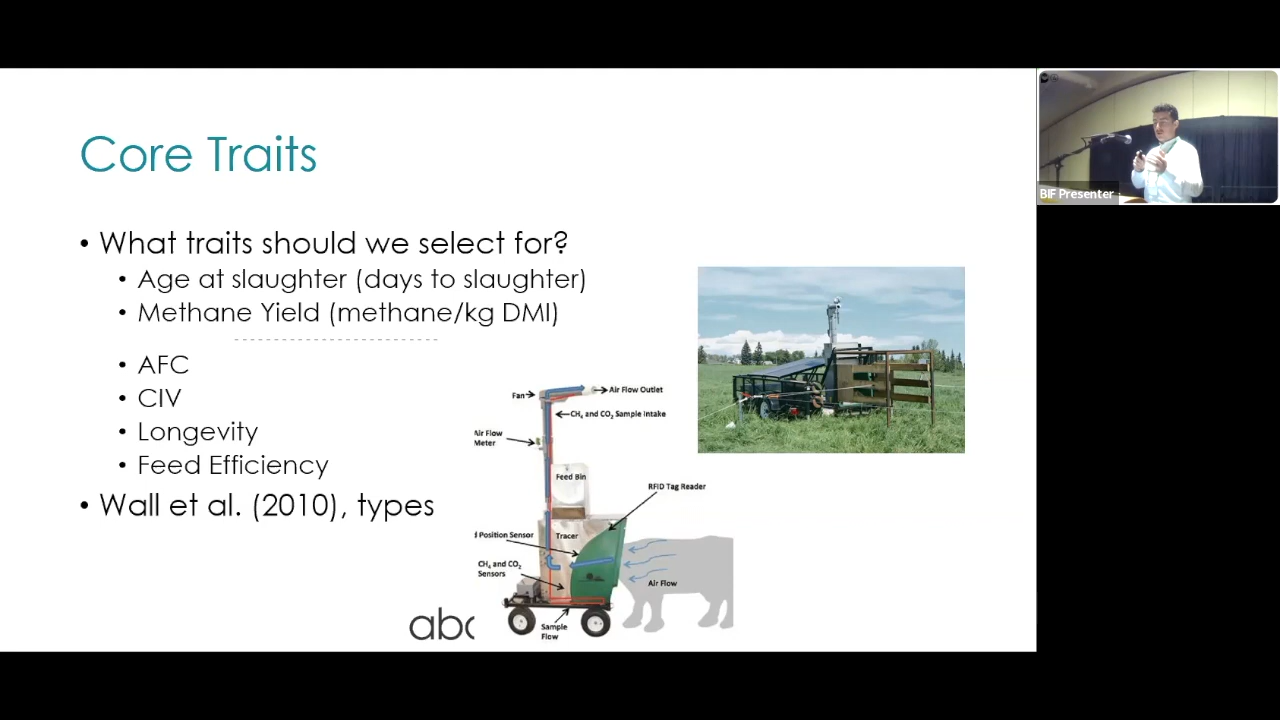 Core Traits
• What traits should we select for?
• Age at slaughter (days to slaughter)
• Methane Yield (methane/kg DMI)
• AFC
• CIV
• Longevity
• Feed Efficiency
• Wall et al. (2010), types
Fan
Air Flow Outlet
CH₄ and CO₂ Sample Intake
Air Flow
Meter
Feed Bin
RFID Tag Reader
d Position Sensor
Tracer
CH₄ and CO₂
Sensors
Air Flow
Sample
Flow
abc
BIF Presenter